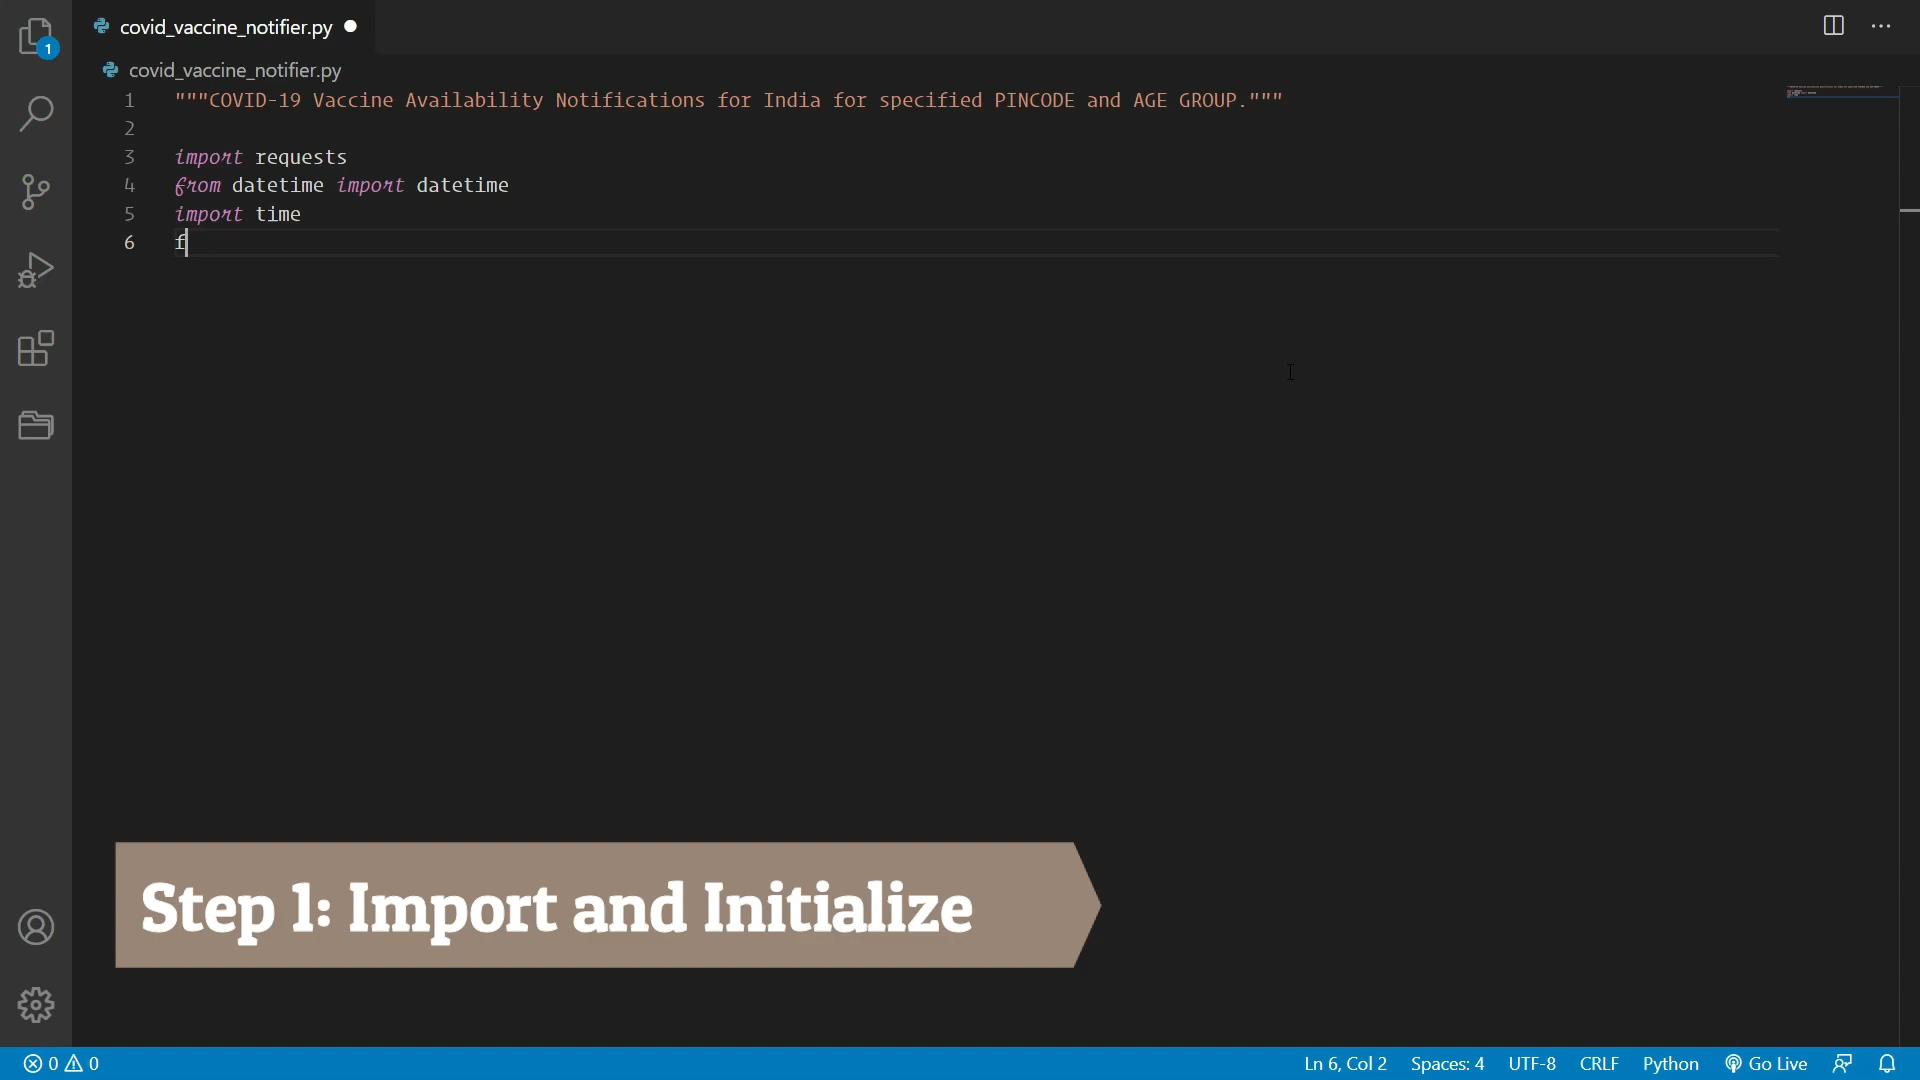 covid_vaccine_notifier.py
covid_vaccine_notifier.py
1 """COVID-19 Vaccine Availability Notifications for India for specified PINCODE and AGE GROUP."""
2
3 import requests
4 from datetime import datetime
5 import time
6 f
1
Step 1: Import and Initialize
0 0 Ln 6, Col 2 Spaces: 4 UTF-8 CRLF Python Go Live